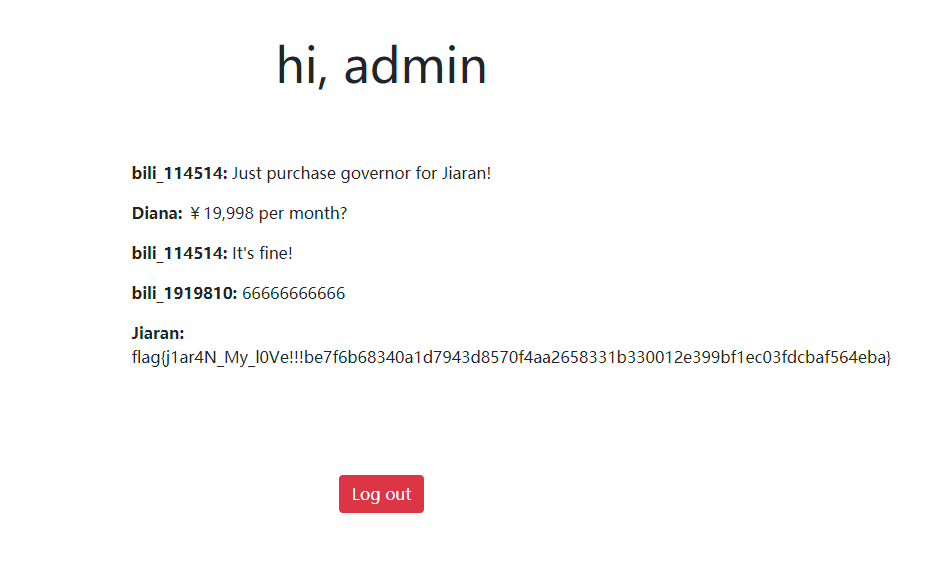 hi, admin
bili_114514: Just purchase governor for Jiaran!
Diana: ￥19,998 per month?
bili_114514: It's fine!
bili_1919810: 66666666666
Jiaran:
flag{j1ar4N_My_l0Ve!!!be7f6b68340a1d7943d8570f4aa2658331b330012e399bf1ec03fdcbaf564eba}
Log out